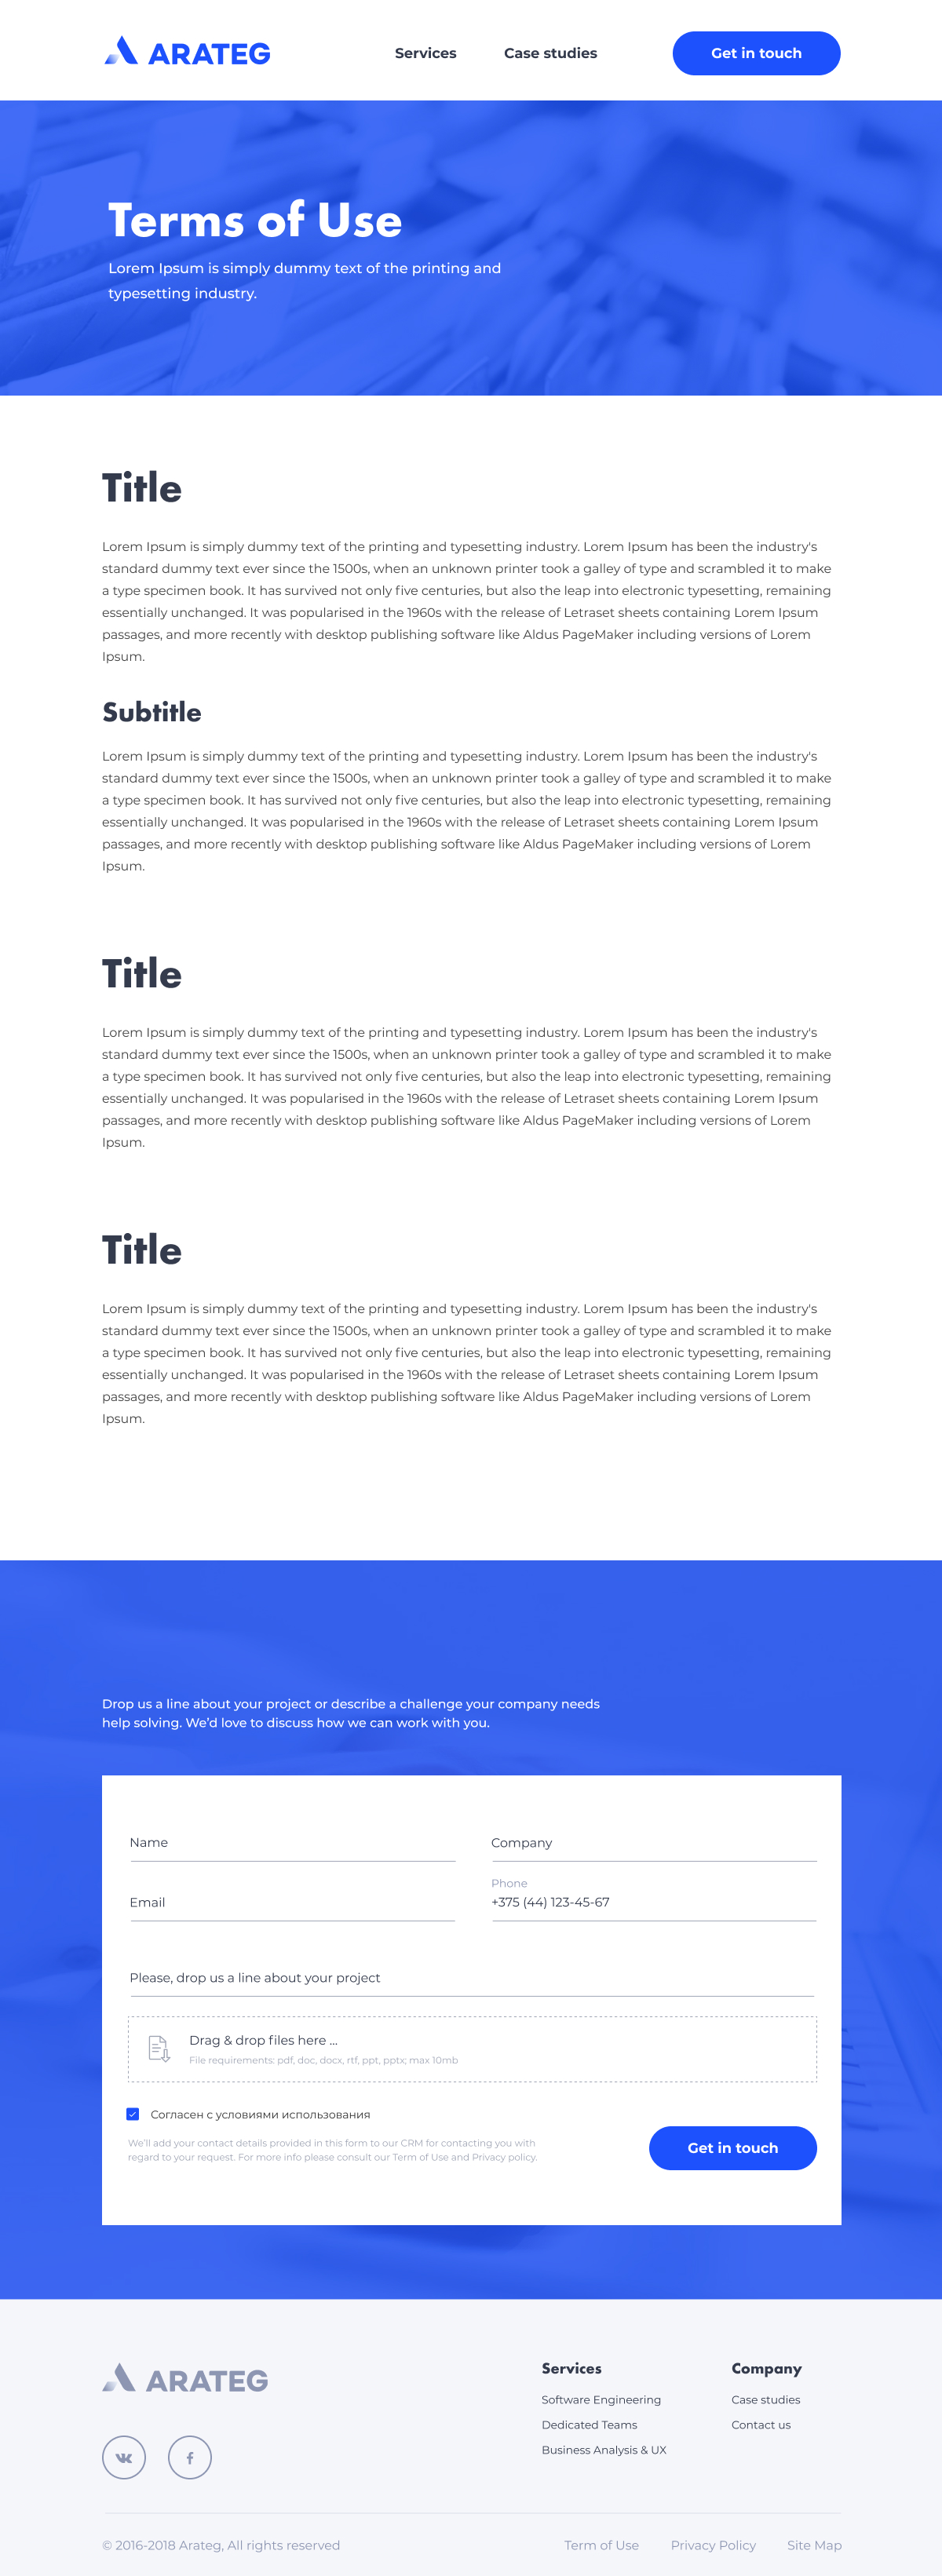 ARATEG
Services
Case studies
Get in touch
Terms of Use
Lorem Ipsum is simply dummy text of the printing and
typesetting industry.
Title
Lorem Ipsum is simply dummy text of the printing and typesetting industry. Lorem Ipsum has been the industry's
standard dummy text ever since the 1500s, when an unknown printer took a galley of type and scrambled it to make
a type specimen book. It has survived not only five centuries, but also the leap into electronic typesetting, remaining
essentially unchanged. It was popularised in the 1960s with the release of Letraset sheets containing Lorem Ipsum
passages, and more recently with desktop publishing software like Aldus PageMaker including versions of Lorem
Ipsum.
Subtitle
Lorem Ipsum is simply dummy text of the printing and typesetting industry. Lorem Ipsum has been the industry's
standard dummy text ever since the 1500s, when an unknown printer took a galley of type and scrambled it to make
a type specimen book. It has survived not only five centuries, but also the leap into electronic typesetting, remaining
essentially unchanged. It was popularised in the 1960s with the release of Letraset sheets containing Lorem Ipsum
passages, and more recently with desktop publishing software like Aldus PageMaker including versions of Lorem
Ipsum.
Title
Lorem Ipsum is simply dummy text of the printing and typesetting industry. Lorem Ipsum has been the industry's
standard dummy text ever since the 1500s, when an unknown printer took a galley of type and scrambled it to make
a type specimen book. It has survived not only five centuries, but also the leap into electronic typesetting, remaining
essentially unchanged. It was popularised in the 1960s with the release of Letraset sheets containing Lorem Ipsum
passages, and more recently with desktop publishing software like Aldus PageMaker including versions of Lorem
Ipsum.
Title
Lorem Ipsum is simply dummy text of the printing and typesetting industry. Lorem Ipsum has been the industry's
standard dummy text ever since the 1500s, when an unknown printer took a galley of type and scrambled it to make
a type specimen book. It has survived not only five centuries, but also the leap into electronic typesetting, remaining
essentially unchanged. It was popularised in the 1960s with the release of Letraset sheets containing Lorem Ipsum
passages, and more recently with desktop publishing software like Aldus PageMaker including versions of Lorem
Ipsum.
Drop us a line about your project or describe a challenge your company needs
help solving. We'd love to discuss how we can work with you.
Name
Company
Email
Phone
+375 (44) 123-45-67
Please, drop us a line about your project
Drag & drop files here ...
File requirements: pdf, doc, docx, rtf, ppt, pptx; max 10mb
Согласен с условиями использования
We'll add your contact details provided in this form to our CRM for contacting you with
regard to your request. For more info please consult our Term of Use and Privacy policy.
Get in touch
ARATEG
Services
Software Engineering
Dedicated Teams
Business Analysis & UX
Company
Case studies
Contact us
© 2016-2018 Arateg, All rights reserved
Term of Use
Privacy Policy
Site Map